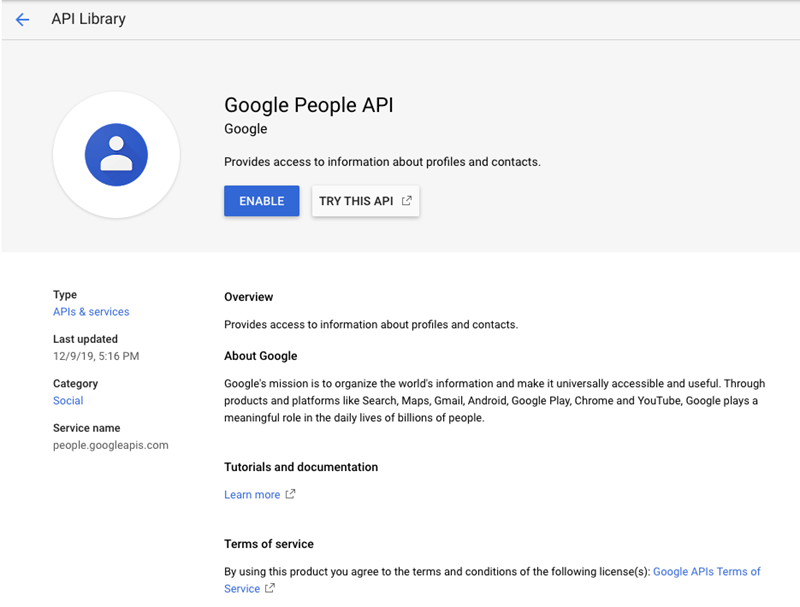 API Library
Google People API
Google
Provides access to information about profiles and contacts.
ENABLE
TRY THIS API
Type
APIs & services
Last updated
12/9/19, 5:16 PM
Category
Social
Service name
people.googleapis.com
Overview
Provides access to information about profiles and contacts.
About Google
Google's mission is to organize the world's information and make it universally accessible and useful. Through
products and platforms like Search, Maps, Gmail, Android, Google Play, Chrome and YouTube, Google plays a
meaningful role in the daily lives of billions of people.
Tutorials and documentation
Learn more
Terms of service
By using this product you agree to the terms and conditions of the following license(s): Google APIs Terms of
Service